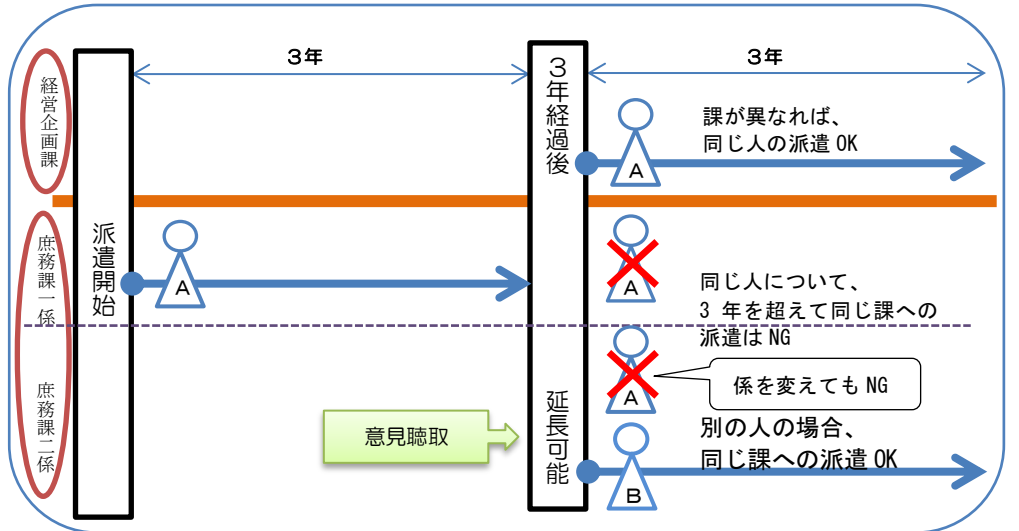 3年
3年
経営企画課
派遣開始
3年経過後
A
課が異なれば、
同じ人の派遣 OK
庶務課一係
A
A
同じ人について、
3 年を超えて同じ課への
派遣は NG
A
係を変えても NG
庶務課二係
意見聴取
延長可能
B
別の人の場合、
同じ課への派遣 OK